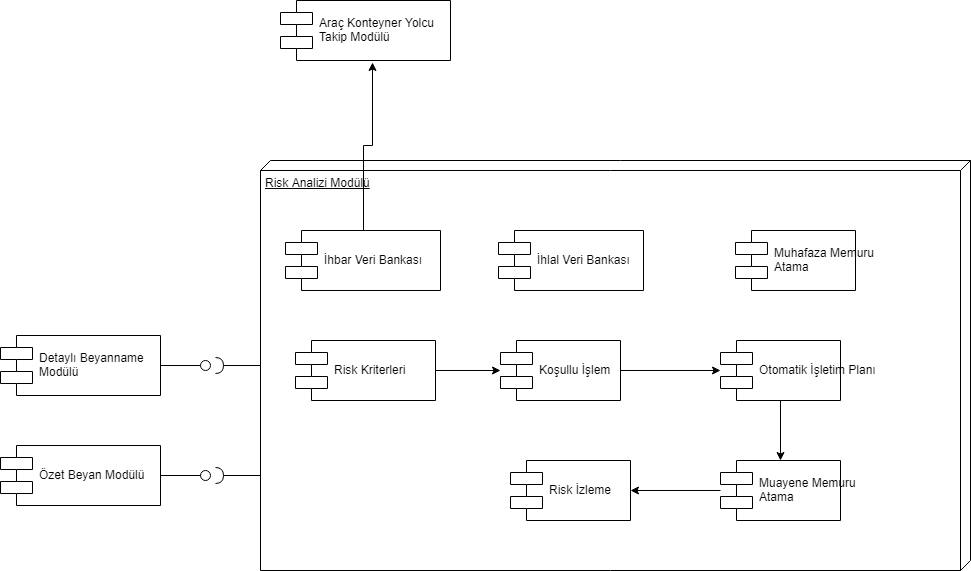 Araç Konteyner Yolcu
Takip Modülü
Risk Analizi Modülü
İhbar Veri Bankası
İhlal Veri Bankası
Muhafaza Memuru
Atama
Detaylı Beyanname
Modülü
Risk Kriterleri
Koşullu İşlem
Otomatik İşletim Planı
Özet Beyan Modülü
Risk İzleme
Muayene Memuru
Atama